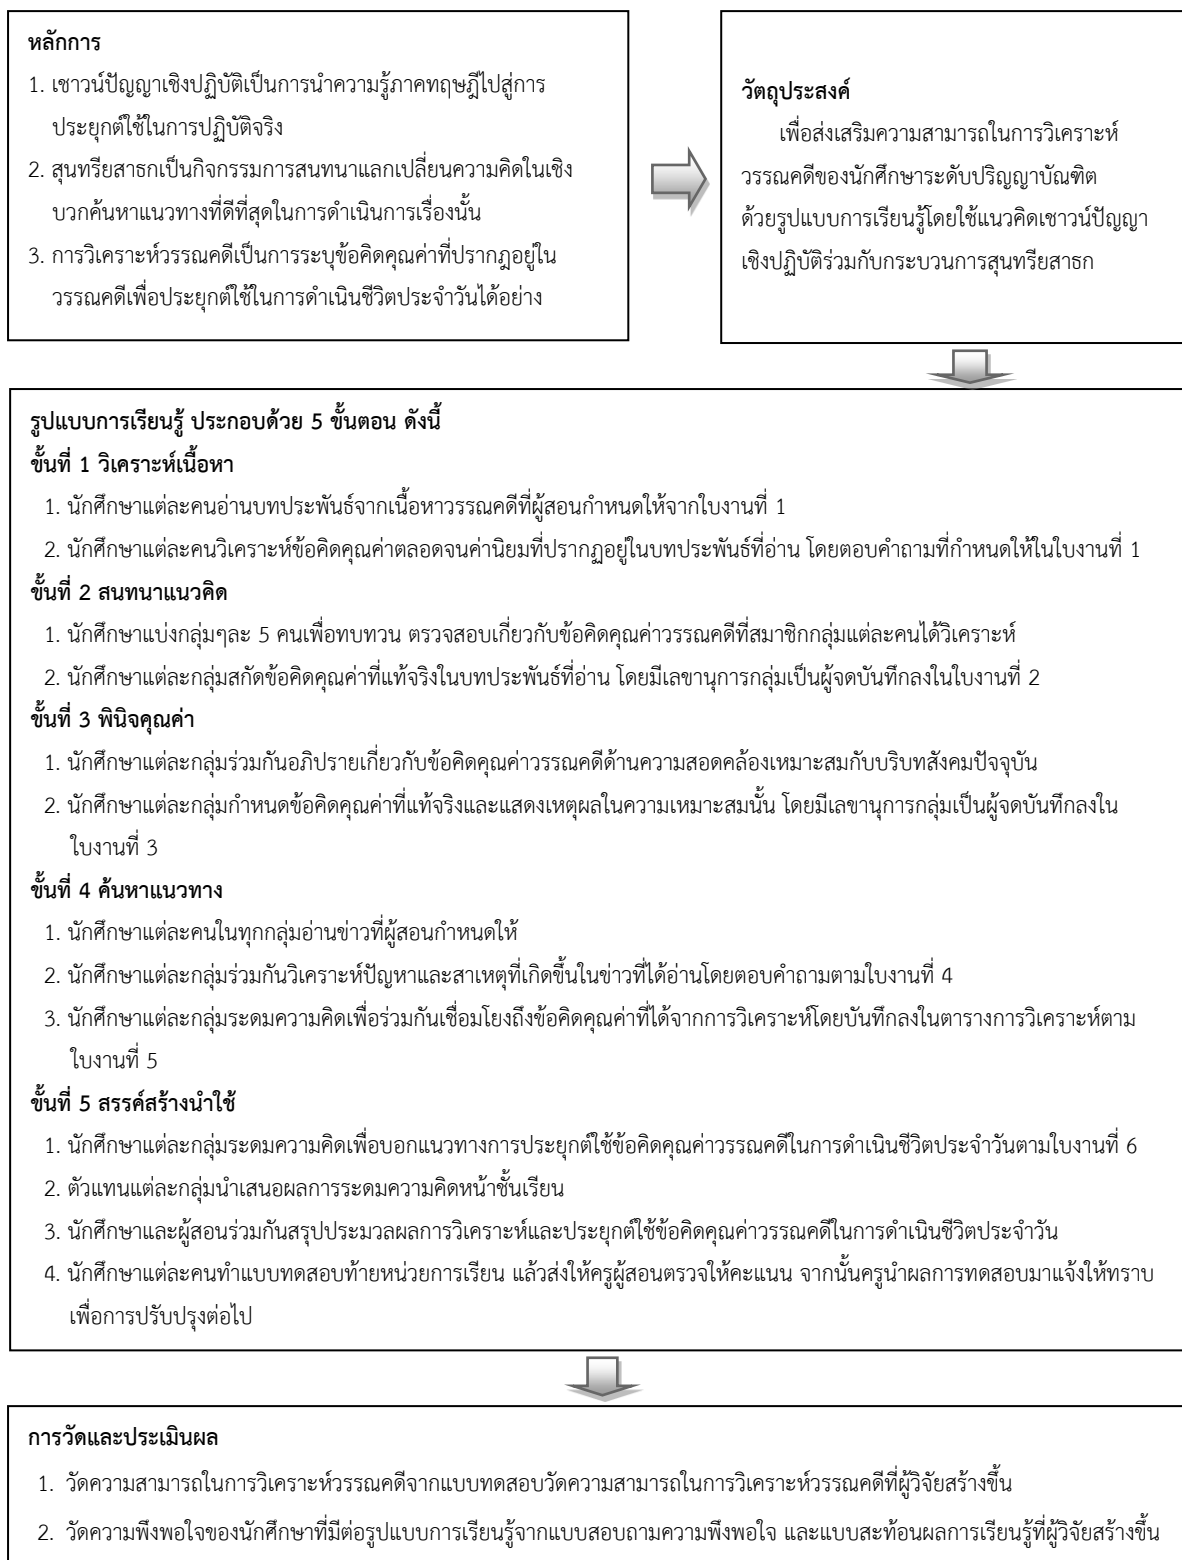 หลักการ
1. เชาวน์ปัญญาเชิงปฏิบัติเป็นการนำความรู้ภาคทฤษฎีไปสู่การ
ประยุกต์ใช้ในการปฏิบัติจริง
2. สุนทรียสาธกเป็นกิจกรรมการสนทนาแลกเปลี่ยนความคิดในเชิง
บวกค้นหาแนวทางที่ดีที่สุดในการดำเนินการเรื่องนั้น
3. การวิเคราะห์วรรณคดีเป็นการระบุข้อคิดคุณค่าที่ปรากฎอยู่ใน
วรรณคดีเพื่อประยุกต์ใช้ในการดำเนินชีวิตประจำวันได้อย่าง
วัตถุประสงค์
เพื่อส่งเสริมความสามารถในการวิเคราะห์
วรรณคดีของนักศึกษาระดับปริญญาบัณฑิต
ด้วยรูปแบบการเรียนรู้โดยใช้แนวคิดเชาวน์ปัญญา
เชิงปฏิบัติร่วมกับกระบวนการสุนทรียสาธก
รูปแบบการเรียนรู้ ประกอบด้วย 5 ขั้นตอน ดังนี้
ขั้นที่ 1 วิเคราะห์เนื้อหา
1. นักศึกษาแต่ละคนอ่านบทประพันธ์จากเนื้อหาวรรณคดีที่ผู้สอนกำหนดให้จากใบงานที่ 1
2. นักศึกษาแต่ละคนวิเคราะห์ข้อคิดคุณค่าตลอดจนค่านิยมที่ปรากฏอยู่ในบทประพันธ์ที่อ่าน โดยตอบคำถามที่กำหนดให้ในใบงานที่ 1
ขั้นที่ 2 สนทนาแนวคิด
1. นักศึกษาแบ่งกลุ่มๆละ 5 คนเพื่อทบทวน ตรวจสอบเกี่ยวกับข้อคิดคุณค่าวรรณคดีที่สมาชิกกลุ่มแต่ละคนได้วิเคราะห์
2. นักศึกษาแต่ละกลุ่มสกัดข้อคิดคุณค่าที่แท้จริงในบทประพันธ์ที่อ่าน โดยมีเลขานุการกลุ่มเป็นผู้จดบันทึกลงในใบงานที่ 2
ขั้นที่ 3 พินิจคุณค่า
1. นักศึกษาแต่ละกลุ่มร่วมกันอภิปรายเกี่ยวกับข้อคิดคุณค่าวรรณคดีด้านความสอดคล้องเหมาะสมกับบริบทสังคมปัจจุบัน
2. นักศึกษาแต่ละกลุ่มกำหนดข้อคิดคุณค่าที่แท้จริงและแสดงเหตุผลในความเหมาะสมนั้น โดยมีเลขานุการกลุ่มเป็นผู้จดบันทึกลงใน
ใบงานที่ 3
ขั้นที่ 4 ค้นหาแนวทาง
1. นักศึกษาแต่ละคนในทุกกลุ่มอ่านข่าวที่ผู้สอนกำหนดให้
2. นักศึกษาแต่ละกลุ่มร่วมกันวิเคราะห์ปัญหาและสาเหตุที่เกิดขึ้นในข่าวที่ได้อ่านโดยตอบคำถามตามใบงานที่ 4
3. นักศึกษาแต่ละกลุ่มระดมความคิดเพื่อร่วมกันเชื่อมโยงถึงข้อคิดคุณค่าที่ได้จากการวิเคราะห์โดยบันทึกลงในตารางการวิเคราะห์ตาม
ใบงานที่ 5
ขั้นที่ 5 สรรค์สร้างนำใช้
1. นักศึกษาแต่ละกลุ่มระดมความคิดเพื่อบอกแนวทางการประยุกต์ใช้ข้อคิดคุณค่าวรรณคดีในการดำเนินชีวิตประจำวันตามใบงานที่ 6
2. ตัวแทนแต่ละกลุ่มนำเสนอผลการระดมความคิดหน้าชั้นเรียน
3. นักศึกษาและผู้สอนร่วมกันสรุปประมวลผลการวิเคราะห์และประยุกต์ใช้ข้อคิดคุณค่าวรรณคดีในการดำเนินชีวิตประจำวัน
4. นักศึกษาแต่ละคนทำแบบทดสอบท้ายหน่วยการเรียน แล้วส่งให้ครูผู้สอนตรวจให้คะแนน จากนั้นครูนำผลการทดสอบมาแจ้งให้ทราบ
เพื่อการปรับปรุงต่อไป
การวัดและประเมินผล
1. วัดความสามารถในการวิเคราะห์วรรณคดีจากแบบทดสอบวัดความสามารถในการวิเคราะห์วรรณคดีที่ผู้วิจัยสร้างขึ้น
2. วัดความพึงพอใจของนักศึกษาที่มีต่อรูปแบบการเรียนรู้จากแบบสอบถามความพึงพอใจ และแบบสะท้อนผลการเรียนรู้ที่ผู้วิจัยสร้างขึ้น